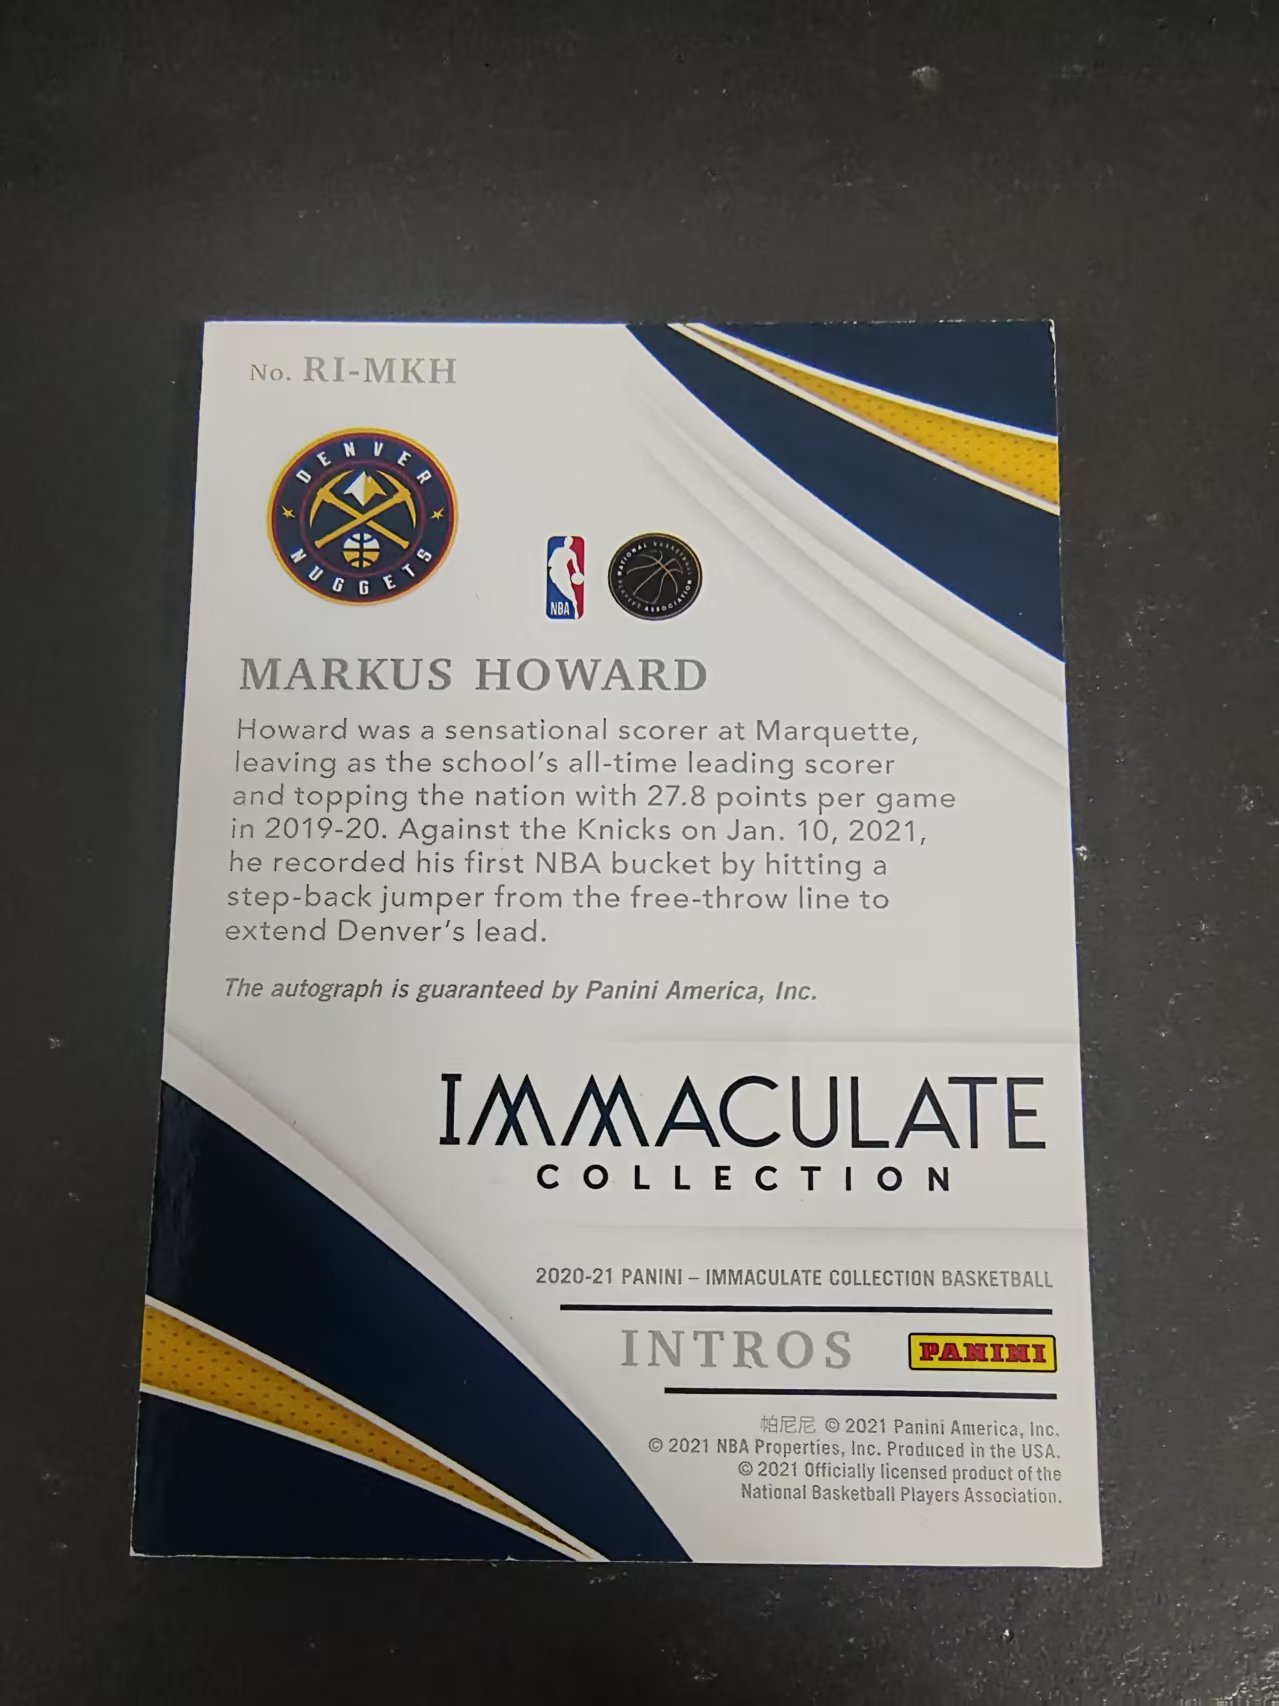 No. RI-MKH
DENVER
NUGGETS
NBA
NATIONAL BASKETBALL
PLAYERS ASSOCIATION
MARKUS HOWARD
Howard was a sensational scorer at Marquette,
leaving as the school's all-time leading scorer
and topping the nation with 27.8 points per game
in 2019-20. Against the Knicks on Jan. 10, 2021,
he recorded his first NBA bucket by hitting a
step-back jumper from the free-throw line to
extend Denver's lead.
The autograph is guaranteed by Panini America, Inc.
IMMACULATE
COLLECTION
2020-21 PANINI – IMMACULATE COLLECTION BASKETBALL
INTROS
PANINI
帕尼尼 © 2021 Panini America, Inc.
© 2021 NBA Properties, Inc. Produced in the USA.
© 2021 Officially licensed product of the
National Basketball Players Association.